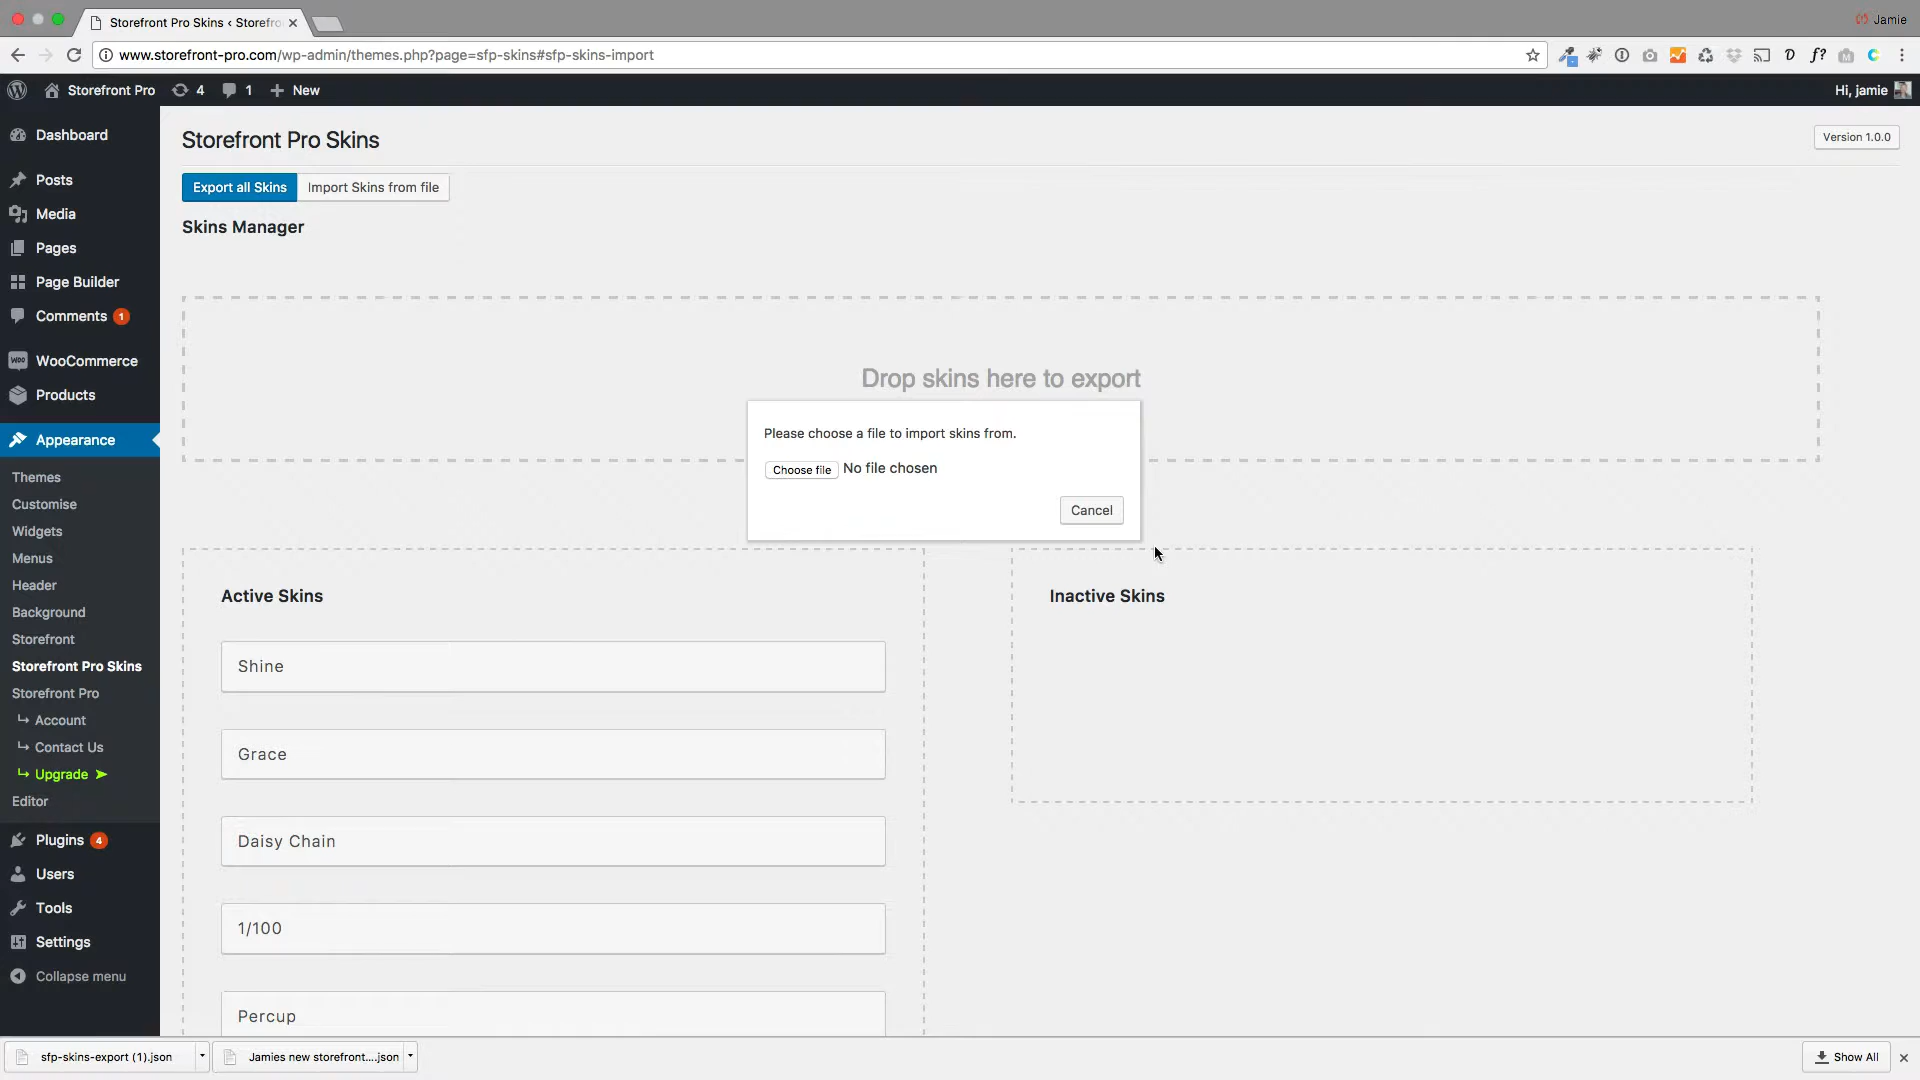 Storefront Pro Skins ‹ Storefro
Jamie
www.storefront-pro.com/wp-admin/themes.php?page=sfp-skins#sfp-skins-import
Storefront Pro
4
1
New
Hi, jamie
Dashboard
Posts
Media
Pages
Page Builder
Comments 1
WooCommerce
Products
Appearance
Themes
Customise
Widgets
Menus
Header
Background
Storefront
Storefront Pro Skins
Storefront Pro
Account
Contact Us
Upgrade ➤
Editor
Plugins 4
Users
Tools
Settings
Collapse menu
Storefront Pro Skins
Version 1.0.0
Export all Skins
Import Skins from file
Skins Manager
Drop skins here to export
Please choose a file to import skins from.
Choose file No file chosen
Cancel
Active Skins
Shine
Grace
Daisy Chain
1/100
Percup
Inactive Skins
sfp-skins-export (1).json
Jamies new storefront....json
Show All